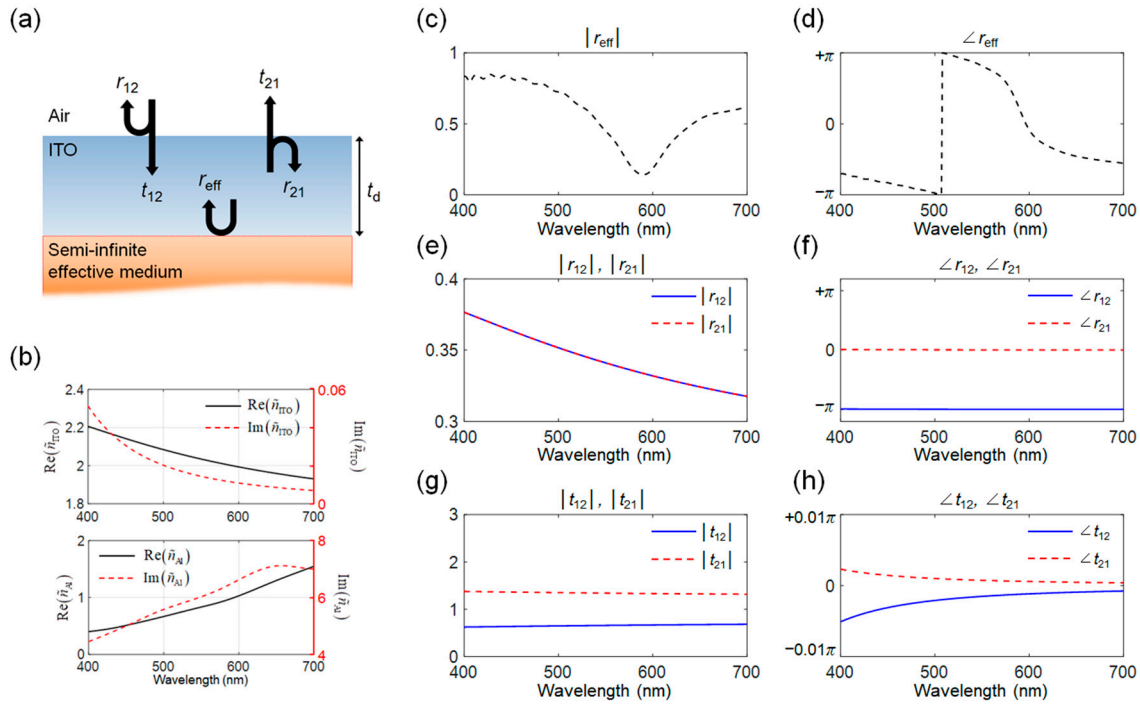 (a)
Air
ITO
r12
t12
t21
r21
reff
td
Semi-infinite
effective medium
(b)
2.4
2.2
2
1.8
Re(ñITO)
Re(ñITO)
Im(ñITO)
0.06
0
Im(ñITO)
400 500 600 700
2
1
0
Re(ñAl)
Re(ñAl)
Im(ñAl)
8
6
4
Im(ñAl)
400 500 600 700
Wavelength (nm)
(c)
|reff|
1
0.5
0
400 500 600 700
Wavelength (nm)
(d)
∠reff
+π
0
−π
400 500 600 700
Wavelength (nm)
(e)
|r12|, |r21|
0.4
0.35
0.3
|r12|
|r21|
400 500 600 700
Wavelength (nm)
(f)
∠r12, ∠r21
+π
0
−π
∠r12
∠r21
400 500 600 700
Wavelength (nm)
(g)
|t12|, |t21|
3
2
1
0
|t12|
|t21|
400 500 600 700
Wavelength (nm)
(h)
∠t12, ∠t21
+0.01π
0
−0.01π
∠t12
∠t21
400 500 600 700
Wavelength (nm)